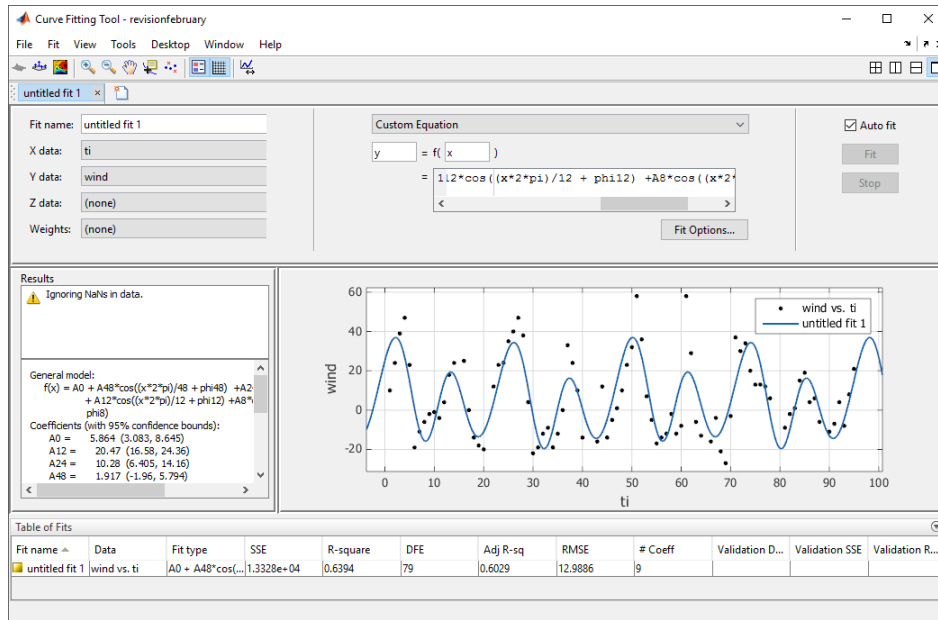 Curve Fitting Tool - revisionfebruary
File Fit View Tools Desktop Window Help
untitled fit 1
Fit name: untitled fit 1
X data: ti
Y data: wind
Z data: (none)
Weights: (none)
Custom Equation
y = f( x )
= 112*cos((x*2*pi)/12 + phi12) +A8*cos((x*2*
Fit Options...
Auto fit
Fit
Stop
Results
Ignoring NaNs in data.
General model:
f(x) = A0 + A48*cos((x*2*pi)/48 + phi48) +A2
+ A12*cos((x*2*pi)/12 + phi12) +A8*
phi8)
Coefficients (with 95% confidence bounds):
A0 = 5.864 (3.083, 8.645)
A12 = 20.47 (16.58, 24.36)
A24 = 10.28 (6.405, 14.16)
A48 = 1.917 (-1.96, 5.794)
60
40
20
0
-20
wind
0 10 20 30 40 50 60 70 80 90 100
ti
wind vs. ti
untitled fit 1
Table of Fits
Fit name Data Fit type SSE R-square DFE Adj R-sq RMSE # Coeff Validation D... Validation SSE Validation R...
untitled fit 1 wind vs. ti A0 + A48*cos(... 1.3328e+04 0.6394 79 0.6029 12.9886 9